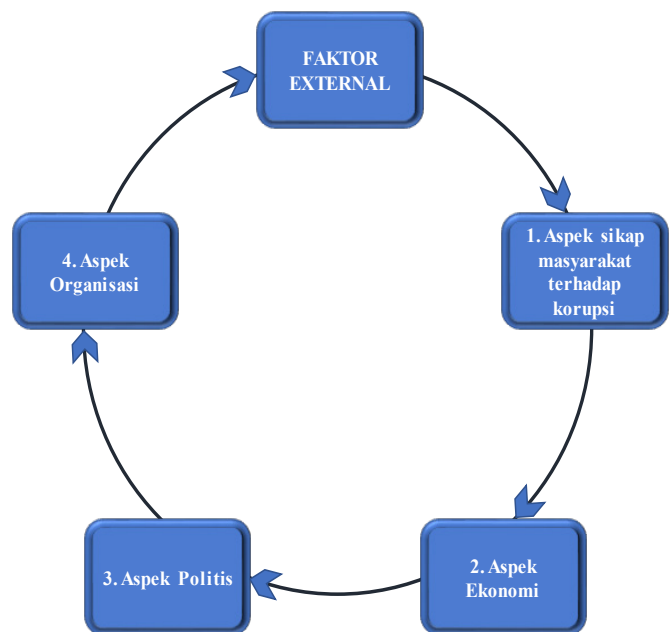 FAKTOR
EXTERNAL
1. Aspek sikap
masyarakat
terhadap
korupsi
2. Aspek
Ekonomi
3. Aspek Politis
4. Aspek
Organisasi